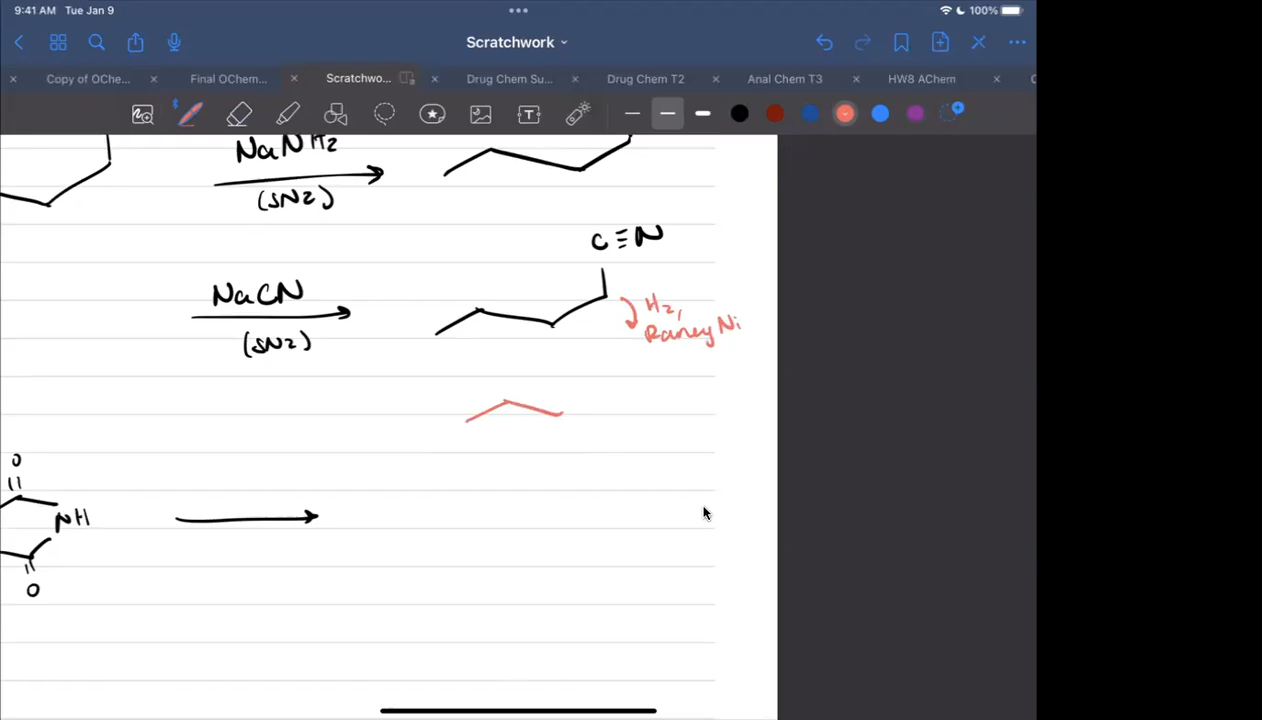 9:41 AM Tue Jan 9
100%
Scratchwork
Copy of OChe...
Final OChem...
Scratchwo...
Drug Chem Su...
Drug Chem T2
Anal Chem T3
HW8 AChem
NaNH2
(SN2)
C≡N
NaCN
(SN2)
H2,
Raney Ni
O
NH
O